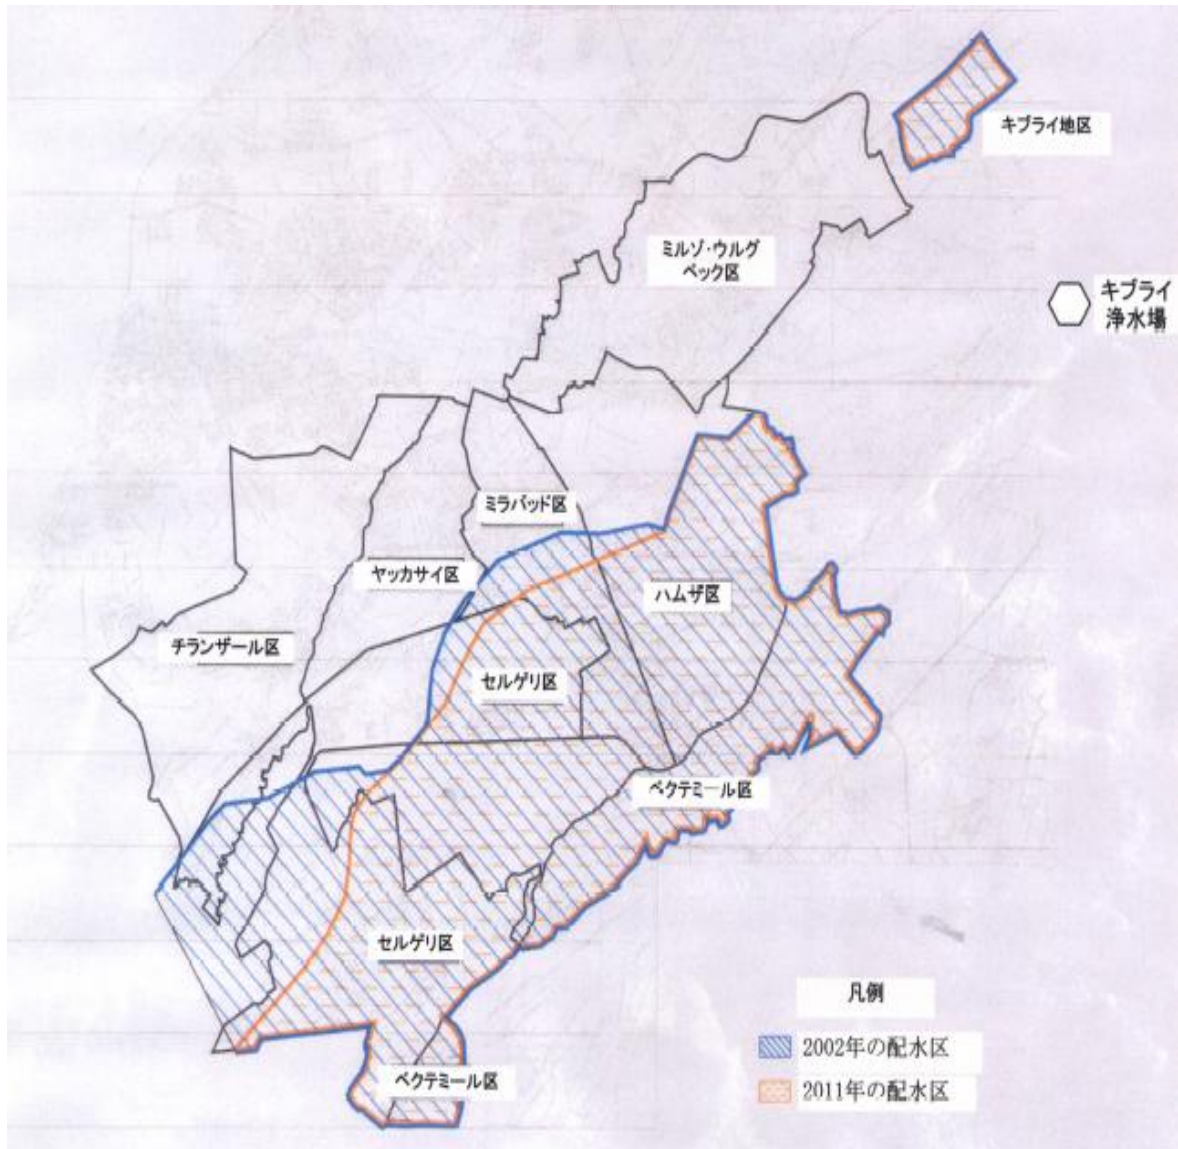 キブライ地区
ミルゾ・ウルグ
ベック区
キブライ
浄水場
ミラバッド区
ヤッカサイ区
ハムザ区
チランザール区
セルゲリ区
ベクテミール区
セルゲリ区
凡例
2002年の配水区
ベクテミール区
2011年の配水区